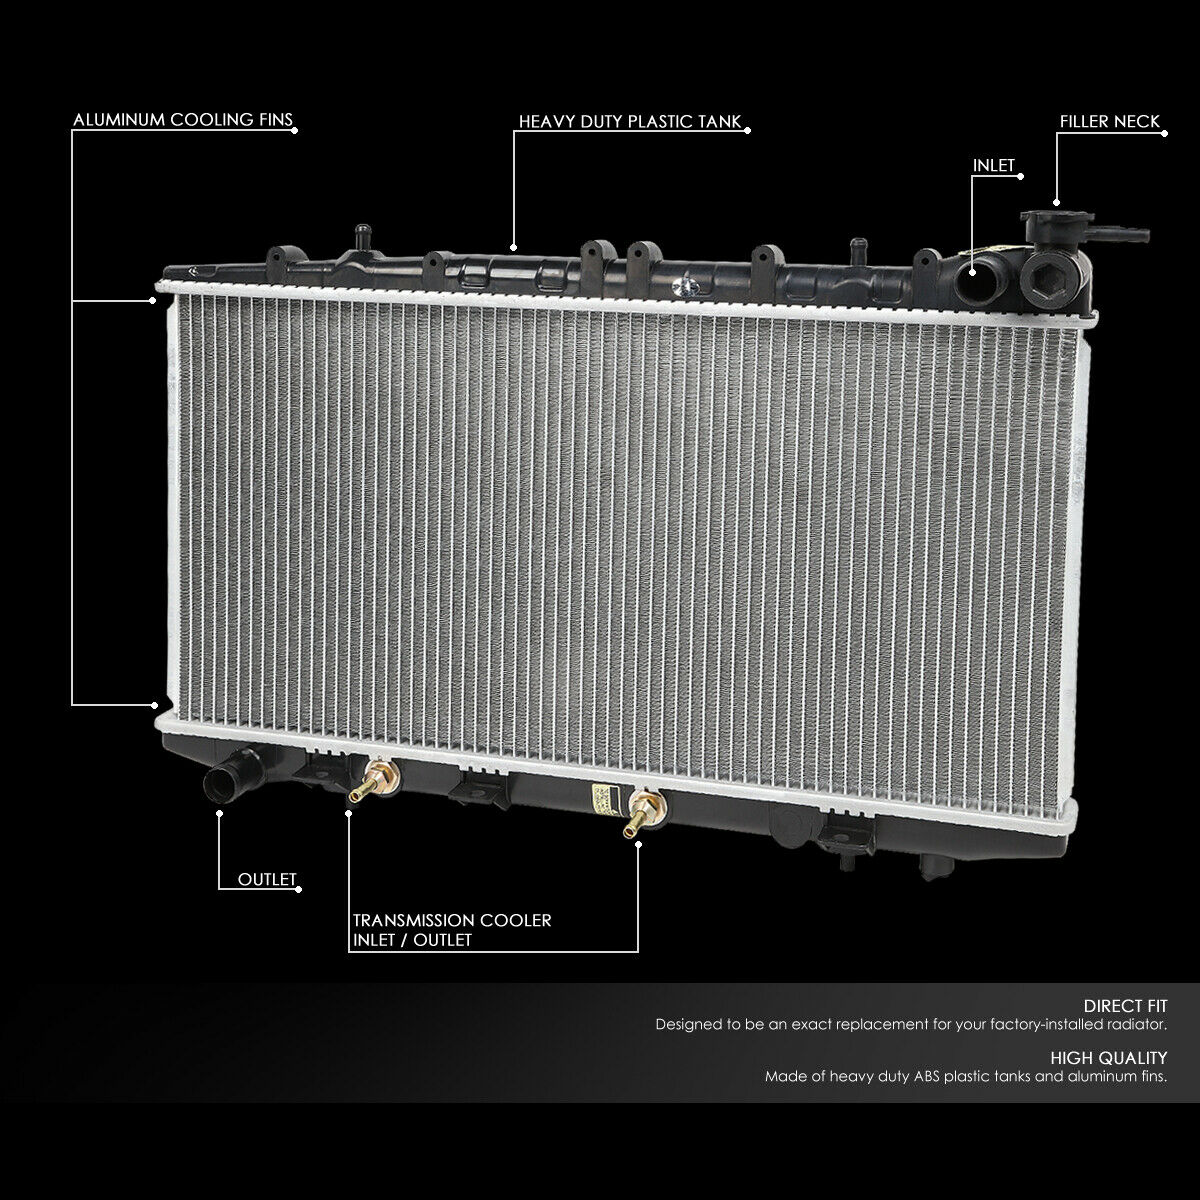 ALUMINUM COOLING FINS
HEAVY DUTY PLASTIC TANK
FILLER NECK
INLET
OUTLET
TRANSMISSION COOLER
INLET / OUTLET
DIRECT FIT
Designed to be an exact replacement for your factory-installed radiator.
HIGH QUALITY
Made of heavy duty ABS plastic tanks and aluminum fins.